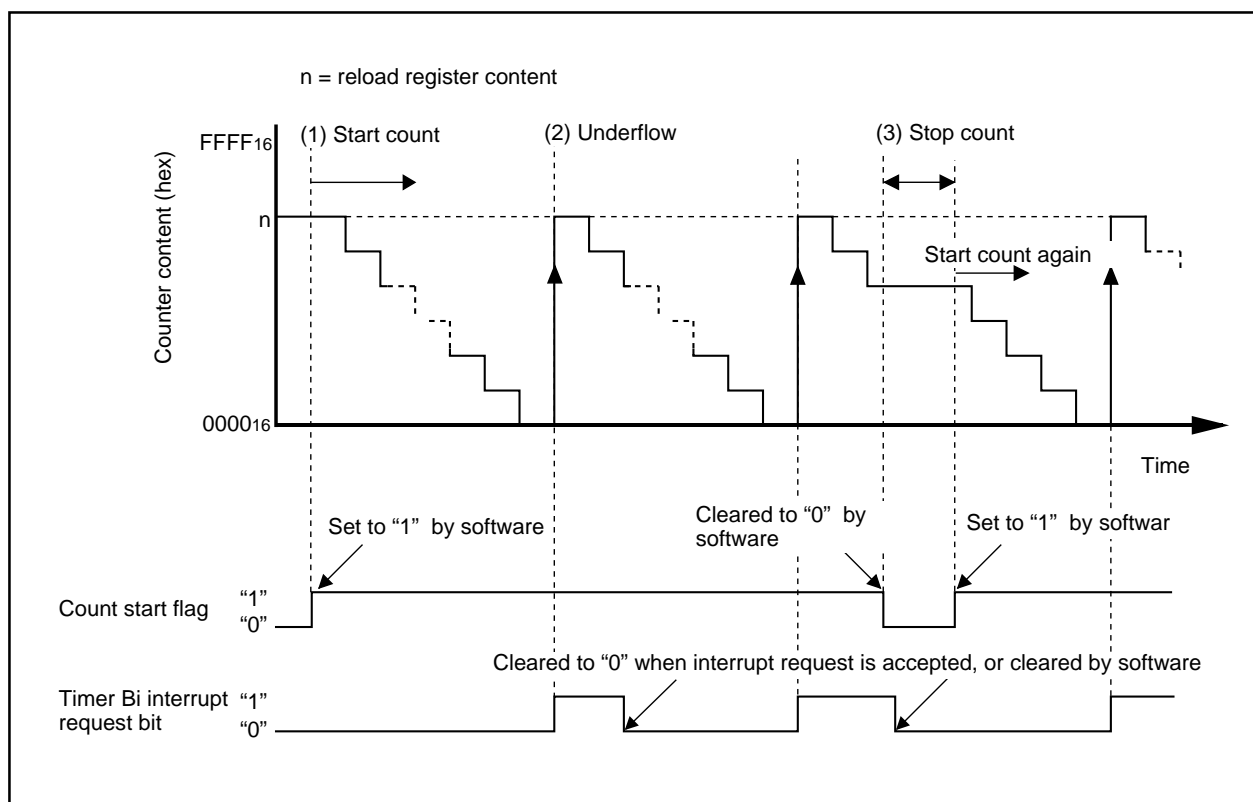 n = reload register content
(1) Start count
(2) Underflow
(3) Stop count
FFFF16
Counter content (hex)
n
Start count again
000016
Time
Set to “1” by software
Cleared to “0” by
software
Set to “1” by softwar
Count start flag
“1”
“0”
Cleared to “0” when interrupt request is accepted, or cleared by software
Timer Bi interrupt
request bit
“1”
“0”